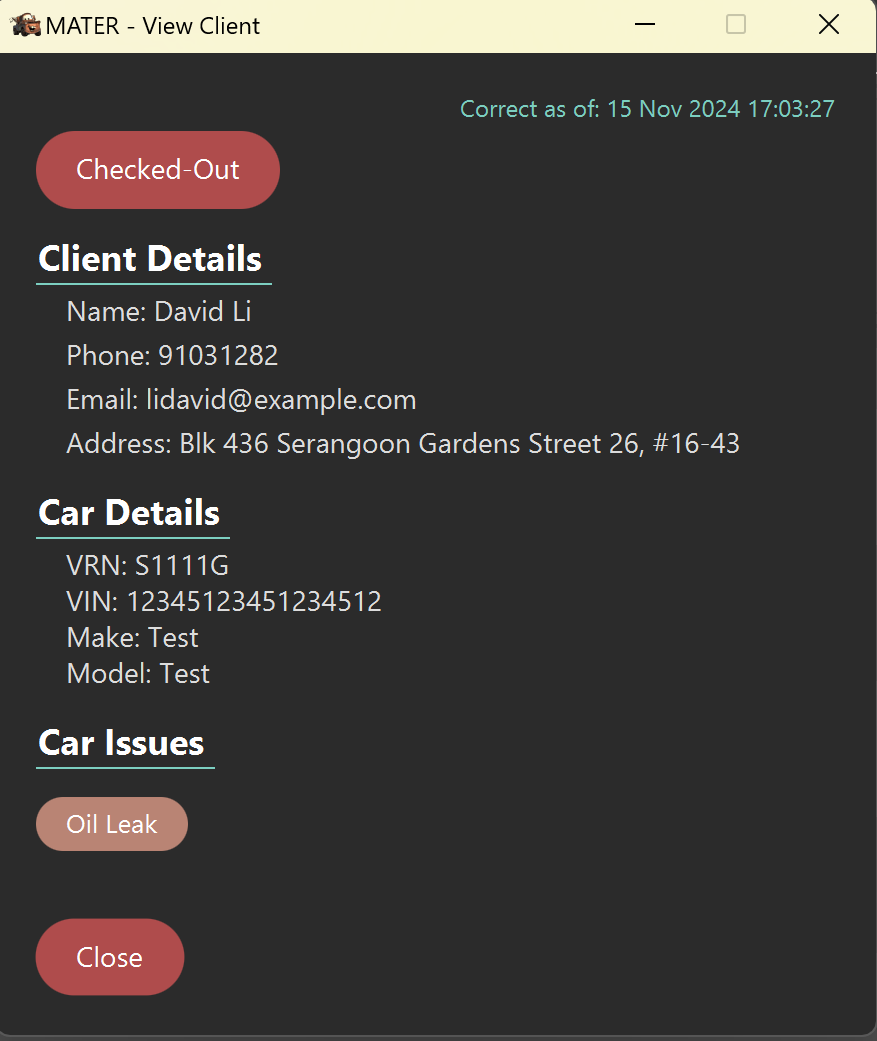 MATER - View Client
Correct as of: 15 Nov 2024 17:03:27
Checked-Out
Client Details
Name: David Li
Phone: 91031282
Email: lidavid@example.com
Address: Blk 436 Serangoon Gardens Street 26, #16-43
Car Details
VRN: S1111G
VIN: 12345123451234512
Make: Test
Model: Test
Car Issues
Oil Leak
Close